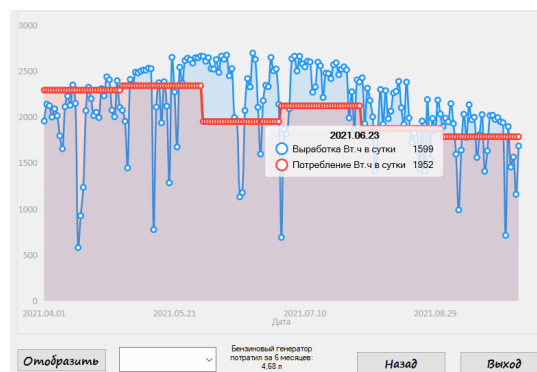 3000
2500
2000
1500
1000
500
0
2021.06.23
Выработка Вт.ч в сутки 1599
Потребление Вт.ч в сутки 1952
2021.04.01 2021.05.21 2021.07.10 2021.08.29
Дата
Отобразить
Бензиновый генератор
потратил за 6 месяцев:
4,68 л
Назад
Выход